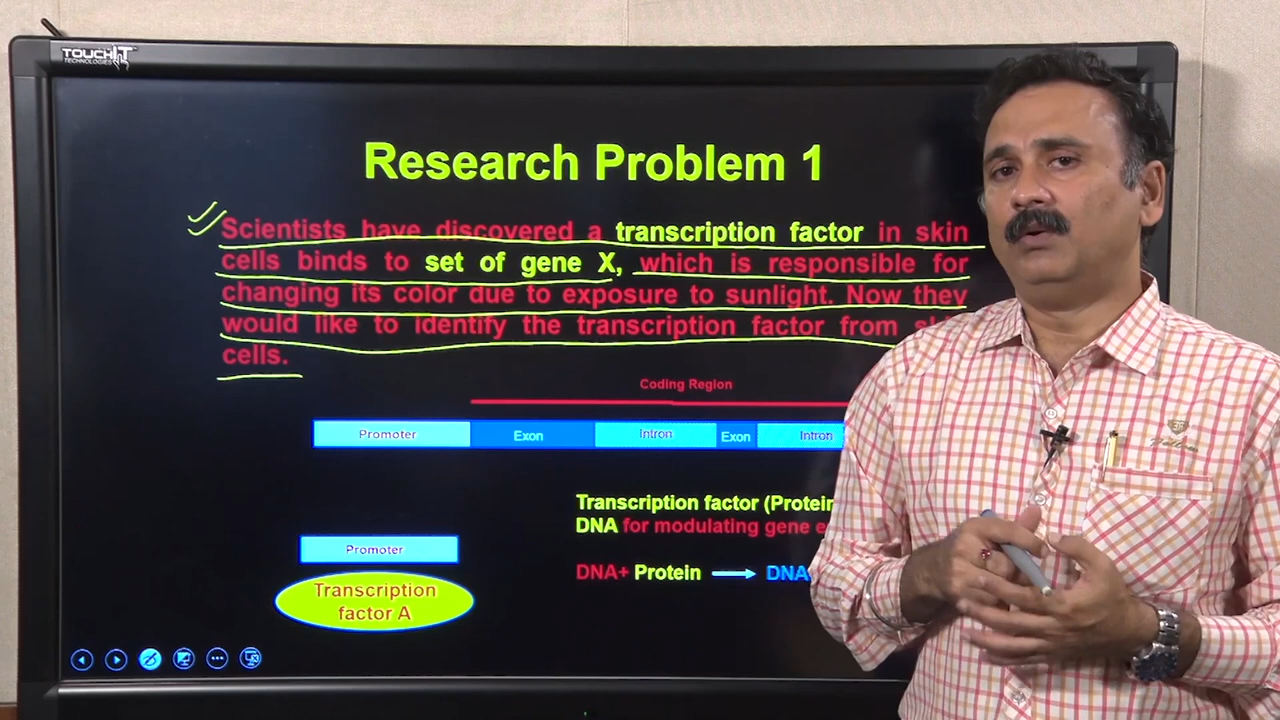 TOUCHIT
TECHNOLOGIES
Research Problem 1
Scientists have discovered a transcription factor in skin
cells binds to set of gene X, which is responsible for
changing its color due to exposure to sunlight. Now they
would like to identify the transcription factor from
cells.
Coding Region
Promoter
Exon
Intron
Exon
Intron
Transcription factor (Protein
DNA for modulating gene
DNA+ Protein
DNA
Promoter
Transcription
factor A